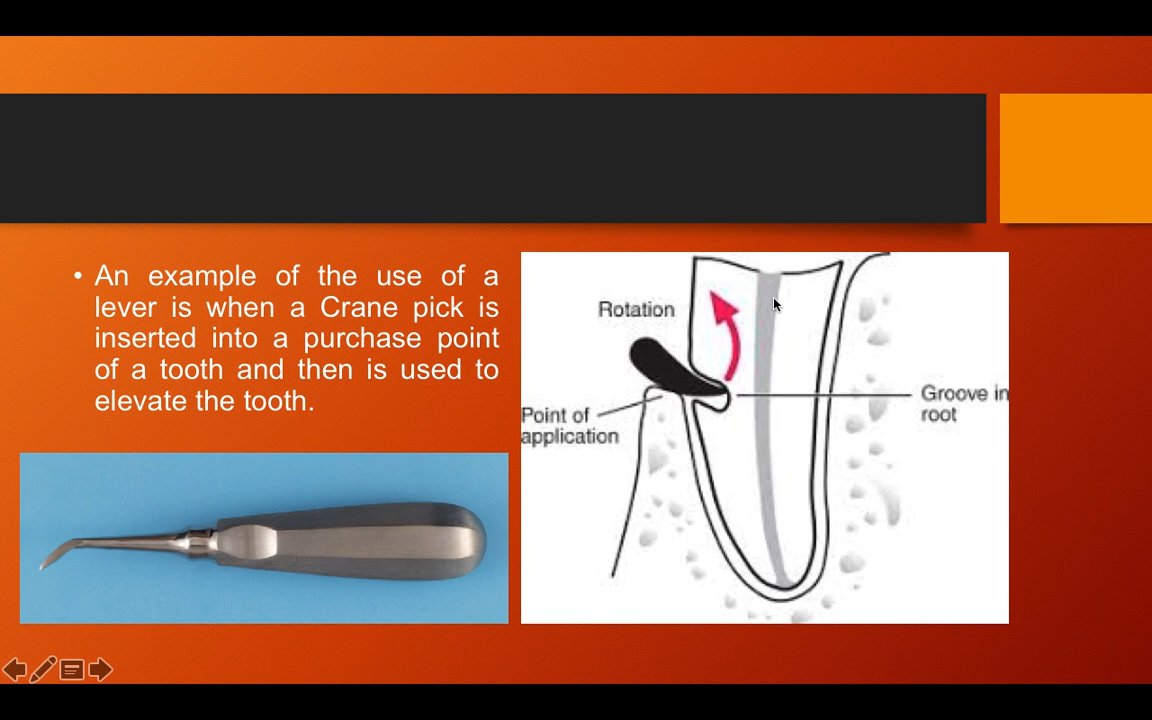 • An example of the use of a
lever is when a Crane pick is
inserted into a purchase point
of a tooth and then is used to
elevate the tooth.
Rotation
Point of
application
Groove in
root